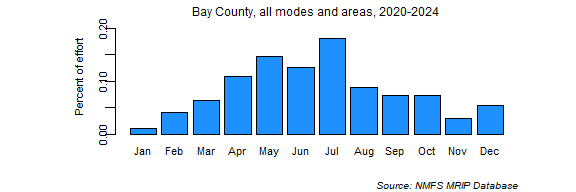 Bay County, all modes and areas, 2020-2024
Percent of effort
0.20
0.10
0.00
Jan Feb Mar Apr May Jun Jul Aug Sep Oct Nov Dec
Source: NMFS MRIP Database